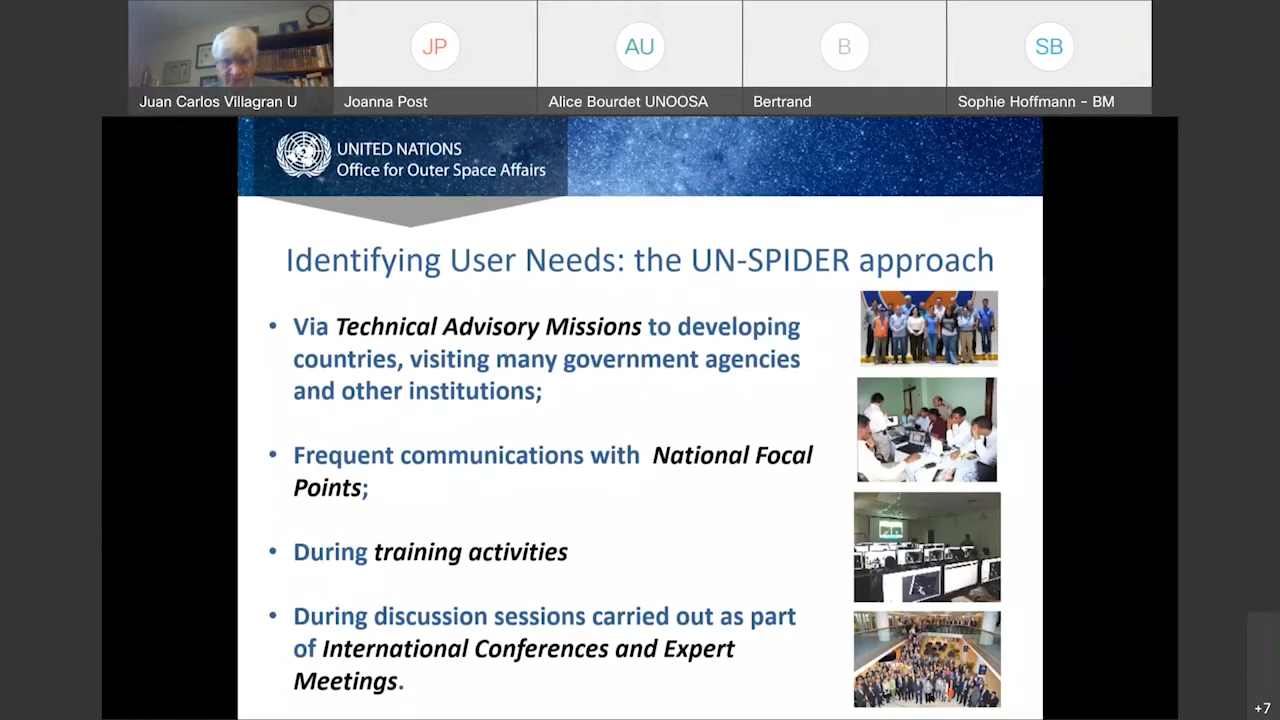 JP
AU
B
SB
Juan Carlos Villagran U
Joanna Post
Alice Bourdet UNOOSA
Bertrand
Sophie Hoffmann - BM
UNITED NATIONS
Office for Outer Space Affairs
Identifying User Needs: the UN-SPIDER approach
• Via Technical Advisory Missions to developing
countries, visiting many government agencies
and other institutions;
• Frequent communications with National Focal
Points;
• During training activities
• During discussion sessions carried out as part
of International Conferences and Expert
Meetings.
+7